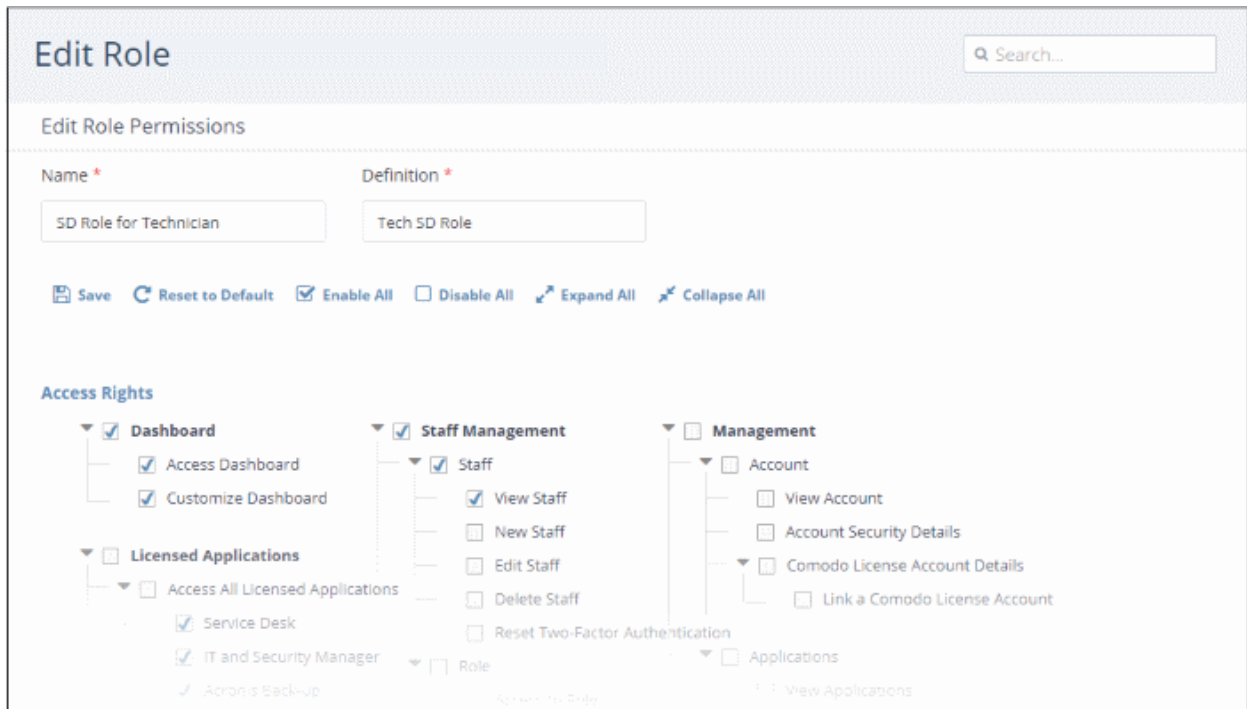 Edit Role
Search...
Edit Role Permissions
Name * Definition *
SD Role for Technician Tech SD Role
Save Reset to Default Enable All Disable All Expand All Collapse All
Access Rights
Dashboard Staff Management Management
Access Dashboard Staff Account
Customize Dashboard View Staff View Account
New Staff Account Security Details
Licensed Applications Edit Staff Comodo License Account Details
Access All Licensed Applications Delete Staff Link a Comodo License Account
Service Desk Reset Two-Factor Authentication
IT and Security Manager Role Applications
Acronis Back-up View Applications